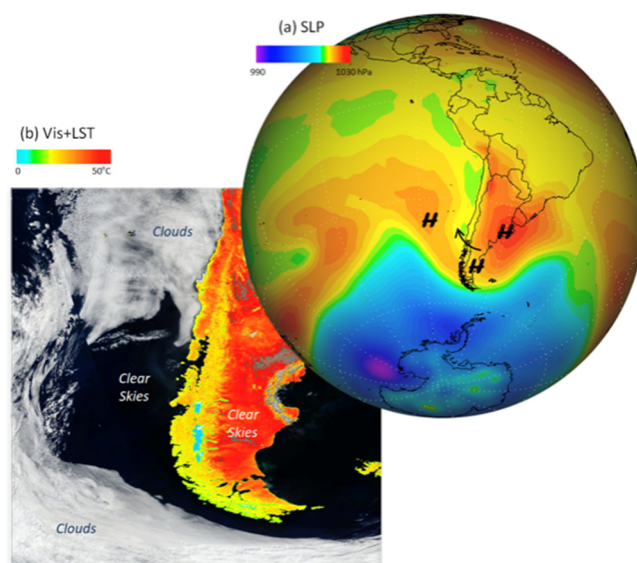 (a) SLP
990
1030 hPa
H
H
H
(b) Vis+LST
0
50°C
Clouds
Clear
Skies
Clear
Skies
Clouds